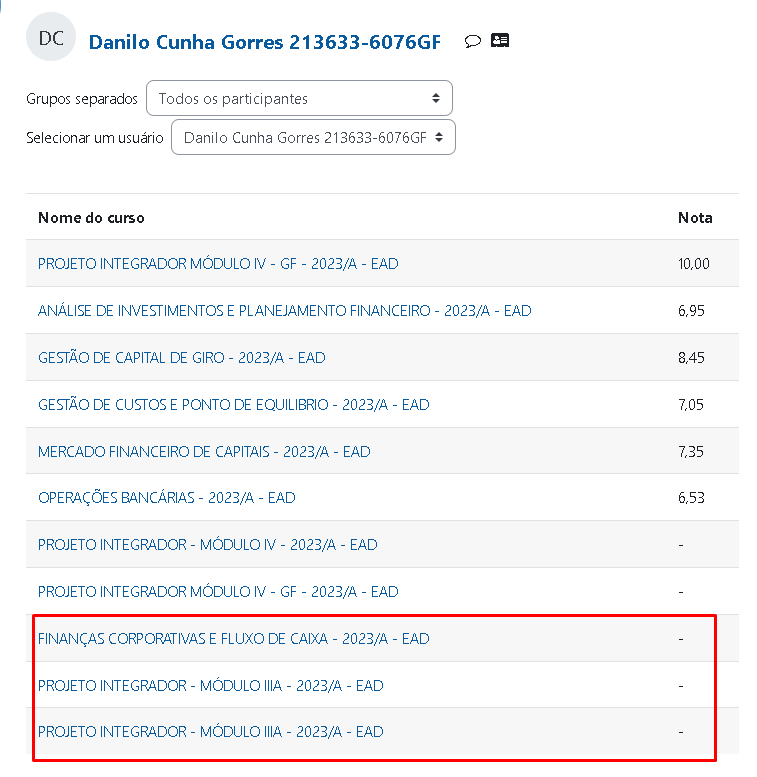 DC
Danilo Cunha Gorres 213633-6076GF
Grupos separados Todos os participantes
Selecionar um usuário Danilo Cunha Gorres 213633-6076GF
Nome do curso Nota
PROJETO INTEGRADOR MÓDULO IV - GF - 2023/A - EAD 10,00
ANÁLISE DE INVESTIMENTOS E PLANEJAMENTO FINANCEIRO - 2023/A - EAD 6,95
GESTÃO DE CAPITAL DE GIRO - 2023/A - EAD 8,45
GESTÃO DE CUSTOS E PONTO DE EQUILIBRIO - 2023/A - EAD 7,05
MERCADO FINANCEIRO DE CAPITAIS - 2023/A - EAD 7,35
OPERAÇÕES BANCÁRIAS - 2023/A - EAD 6,53
PROJETO INTEGRADOR - MÓDULO IV - 2023/A - EAD -
PROJETO INTEGRADOR MÓDULO IV - GF - 2023/A - EAD -
FINANÇAS CORPORATIVAS E FLUXO DE CAIXA - 2023/A - EAD -
PROJETO INTEGRADOR - MÓDULO IIIA - 2023/A - EAD -
PROJETO INTEGRADOR - MÓDULO IIIA - 2023/A - EAD -